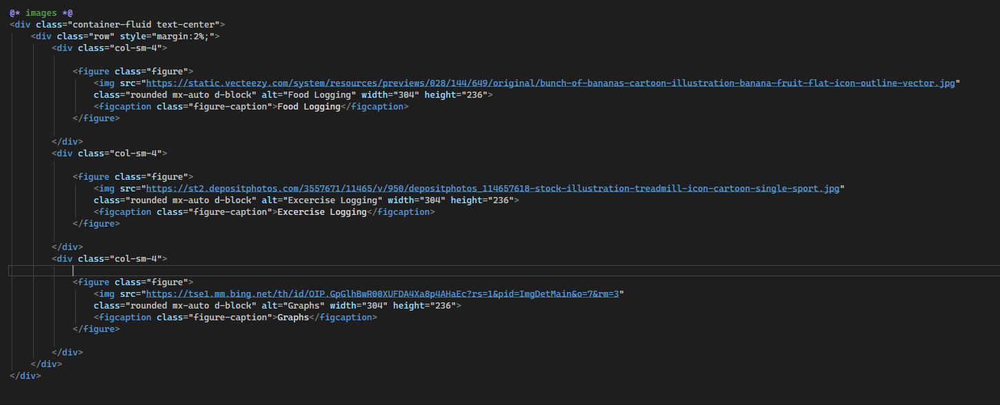 @* images *@
<div class="container-fluid text-center">
<div class="row" style="margin:2%;">
<div class="col-sm-4">
<figure class="figure">
<img src="https://static.vecteezy.com/system/resources/previews/028/144/649/original/bunch-of-bananas-cartoon-illustration-banana-fruit-flat-icon-outline-vector.jpg"
class="rounded mx-auto d-block" alt="Food Logging" width="304" height="236">
<figcaption class="figure-caption">Food Logging</figcaption>
</figure>
</div>
<div class="col-sm-4">
<figure class="figure">
<img src="https://st2.depositphotos.com/3557671/11465/v/950/depositphotos_114657618-stock-illustration-treadmill-icon-cartoon-single-sport.jpg"
class="rounded mx-auto d-block" alt="Excercise Logging" width="304" height="236">
<figcaption class="figure-caption">Excercise Logging</figcaption>
</figure>
</div>
<div class="col-sm-4">
<figure class="figure">
<img src="https://tse1.mm.bing.net/th/id/OIP.GpGlhBwR00XUFDA4Xa8p4AHaEc?rs=1&pid=ImgDetMain&o=7&rm=3"
class="rounded mx-auto d-block" alt="Graphs" width="304" height="236">
<figcaption class="figure-caption">Graphs</figcaption>
</figure>
</div>
</div>
</div>